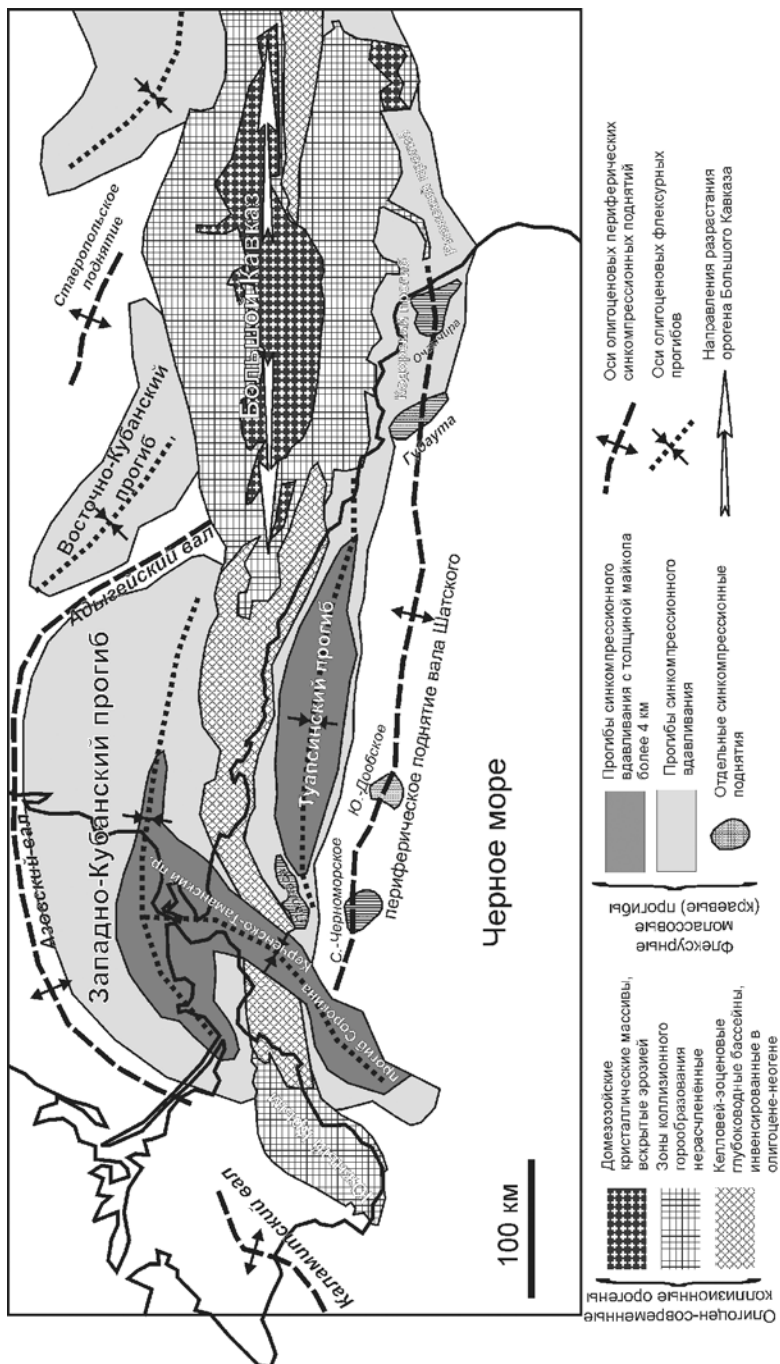 Ставропольское
поднятие
Восточно-Кубанский
прогиб
Адыгейский вал
Азовский вал
Западно-Кубанский прогиб
Большой Кавказ
Керченско-Таманский пр.
прогиб Сорокина
Туапсинский прогиб
Гудаута
Очамчира
С.-Черноморское
Ю.-Дообское
периферическое поднятие вала Шатского
Каламитский вал
Черное море
100 км
Олигоцен-современные
коллизионные орогены
Домезозойские
кристаллические массивы,
вскрытые эрозией
Зоны коллизионного
горообразования
нерасчленённые
Келловей-эоценовые
глубоководные бассейны,
инвенсированные в
олигоцене-неогене
Флексурные
молассовые
(краевые) прогибы
Прогибы синкомпрессионного
вдавливания с толщиной майкопа
более 4 км
Прогибы синкомпрессионного
вдавливания
Отдельные синкомпрессионные
поднятия
Оси олигоценовых периферических
синкомпрессионных поднятий
Оси олигоценовых флексурных
прогибов
Направления разрастания
орогена Большого Кавказа